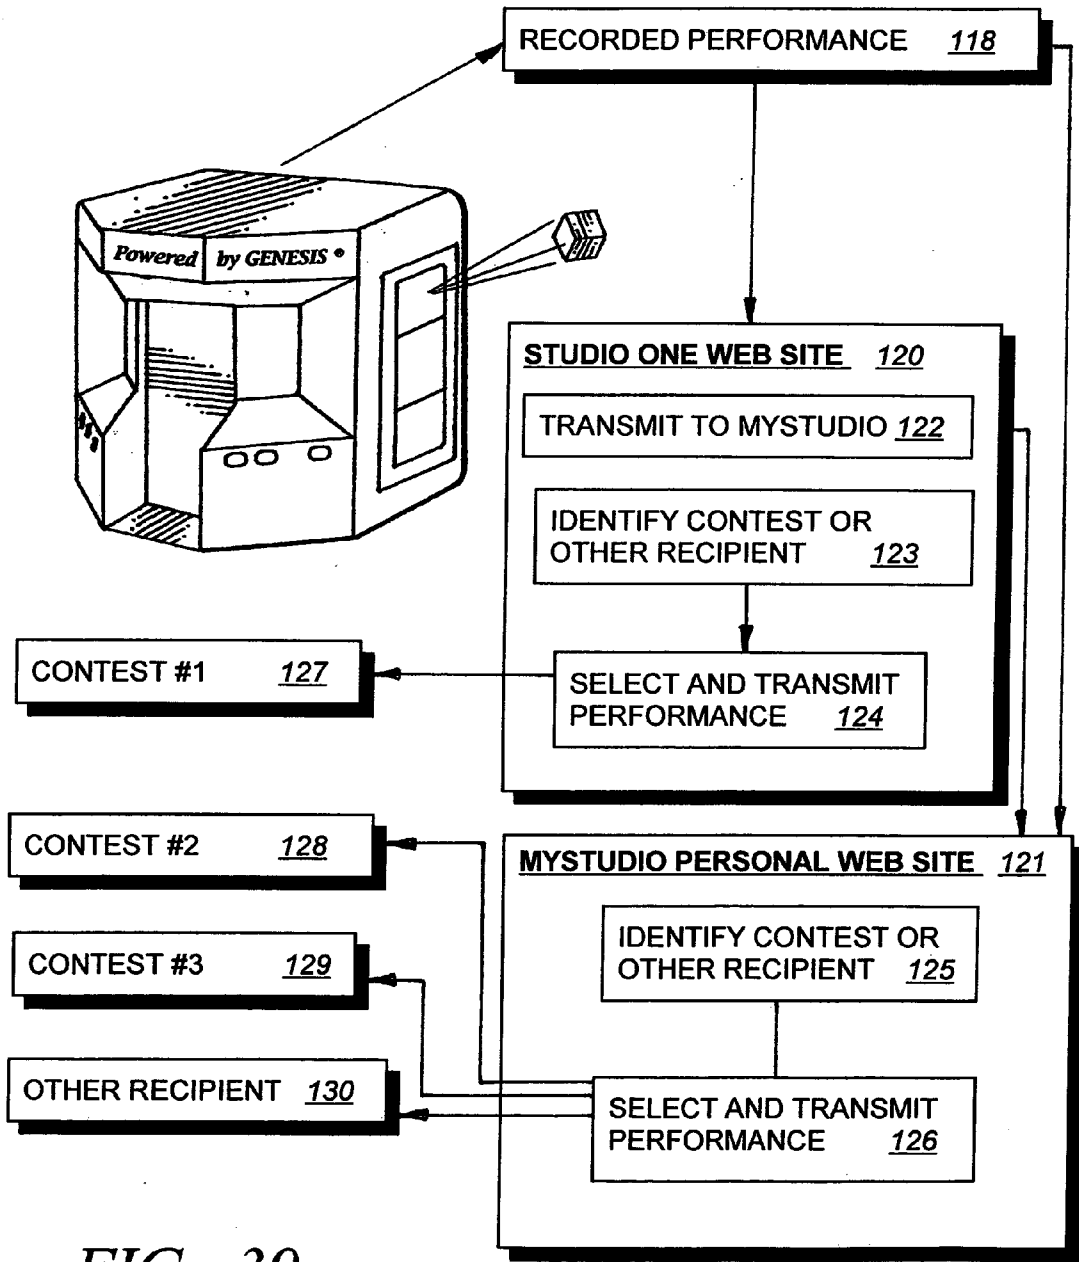 RECORDED PERFORMANCE 118
Powered by GENESIS ®
STUDIO ONE WEB SITE 120
TRANSMIT TO MYSTUDIO 122
IDENTIFY CONTEST OR
OTHER RECIPIENT 123
SELECT AND TRANSMIT
PERFORMANCE 124
CONTEST #1 127
CONTEST #2 128
CONTEST #3 129
OTHER RECIPIENT 130
MYSTUDIO PERSONAL WEB SITE 121
IDENTIFY CONTEST OR
OTHER RECIPIENT 125
SELECT AND TRANSMIT
PERFORMANCE 126